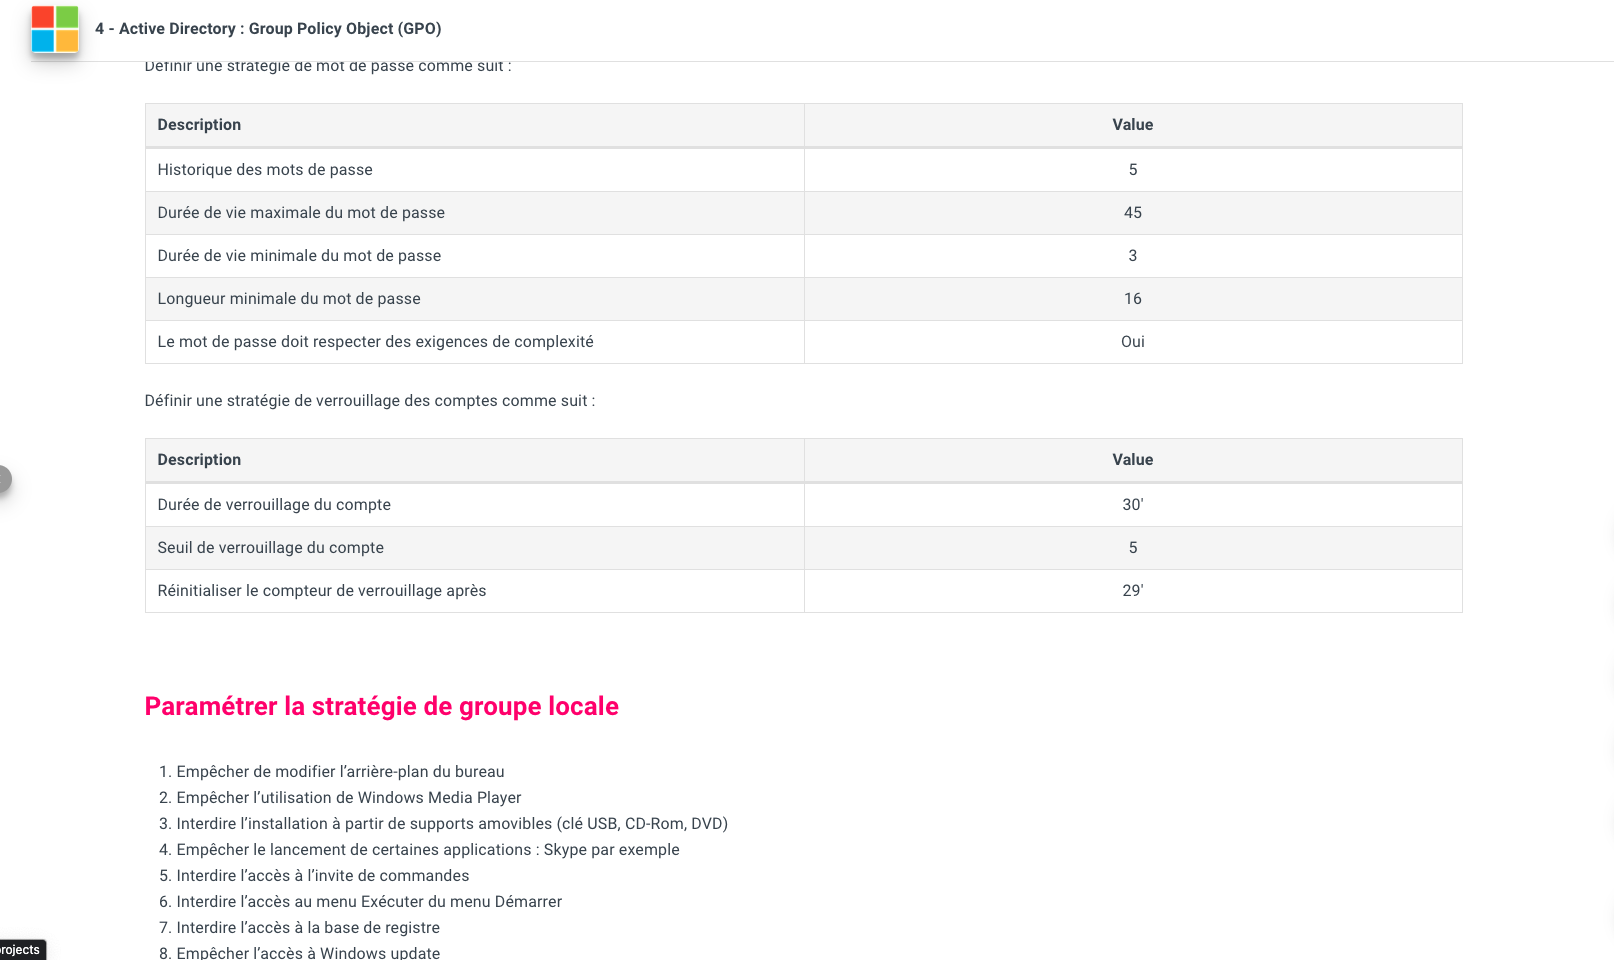 4 - Active Directory : Group Policy Object (GPO)
Définir une stratégie de mot de passe comme suit :
Description Value
Historique des mots de passe 5
Durée de vie maximale du mot de passe 45
Durée de vie minimale du mot de passe 3
Longueur minimale du mot de passe 16
Le mot de passe doit respecter des exigences de complexité Oui
Définir une stratégie de verrouillage des comptes comme suit :
Description Value
Durée de verrouillage du compte 30'
Seuil de verrouillage du compte 5
Réinitialiser le compteur de verrouillage après 29'
Paramétrer la stratégie de groupe locale
1. Empêcher de modifier l’arrière-plan du bureau
2. Empêcher l’utilisation de Windows Media Player
3. Interdire l’installation à partir de supports amovibles (clé USB, CD-Rom, DVD)
4. Empêcher le lancement de certaines applications : Skype par exemple
5. Interdire l’accès à l’invite de commandes
6. Interdire l’accès au menu Exécuter du menu Démarrer
7. Interdire l’accès à la base de registre
8. Empêcher l’accès à Windows update
rojects